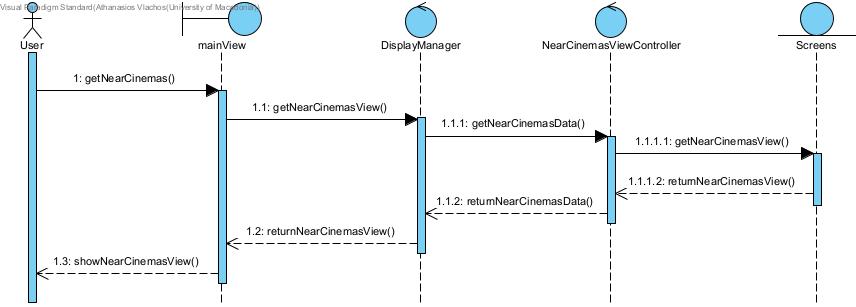 Visual Paradigm Standard(Athanasios Vlachos(University of Macedonia))
User
mainView
DisplayManager
NearCinemasViewController
Screens
1: getNearCinemas()
1.1: getNearCinemasView()
1.1.1: getNearCinemasData()
1.1.1.1: getNearCinemasView()
1.1.1.2: returnNearCinemasView()
1.1.2: returnNearCinemasData()
1.2: returnNearCinemasView()
1.3: showNearCinemasView()